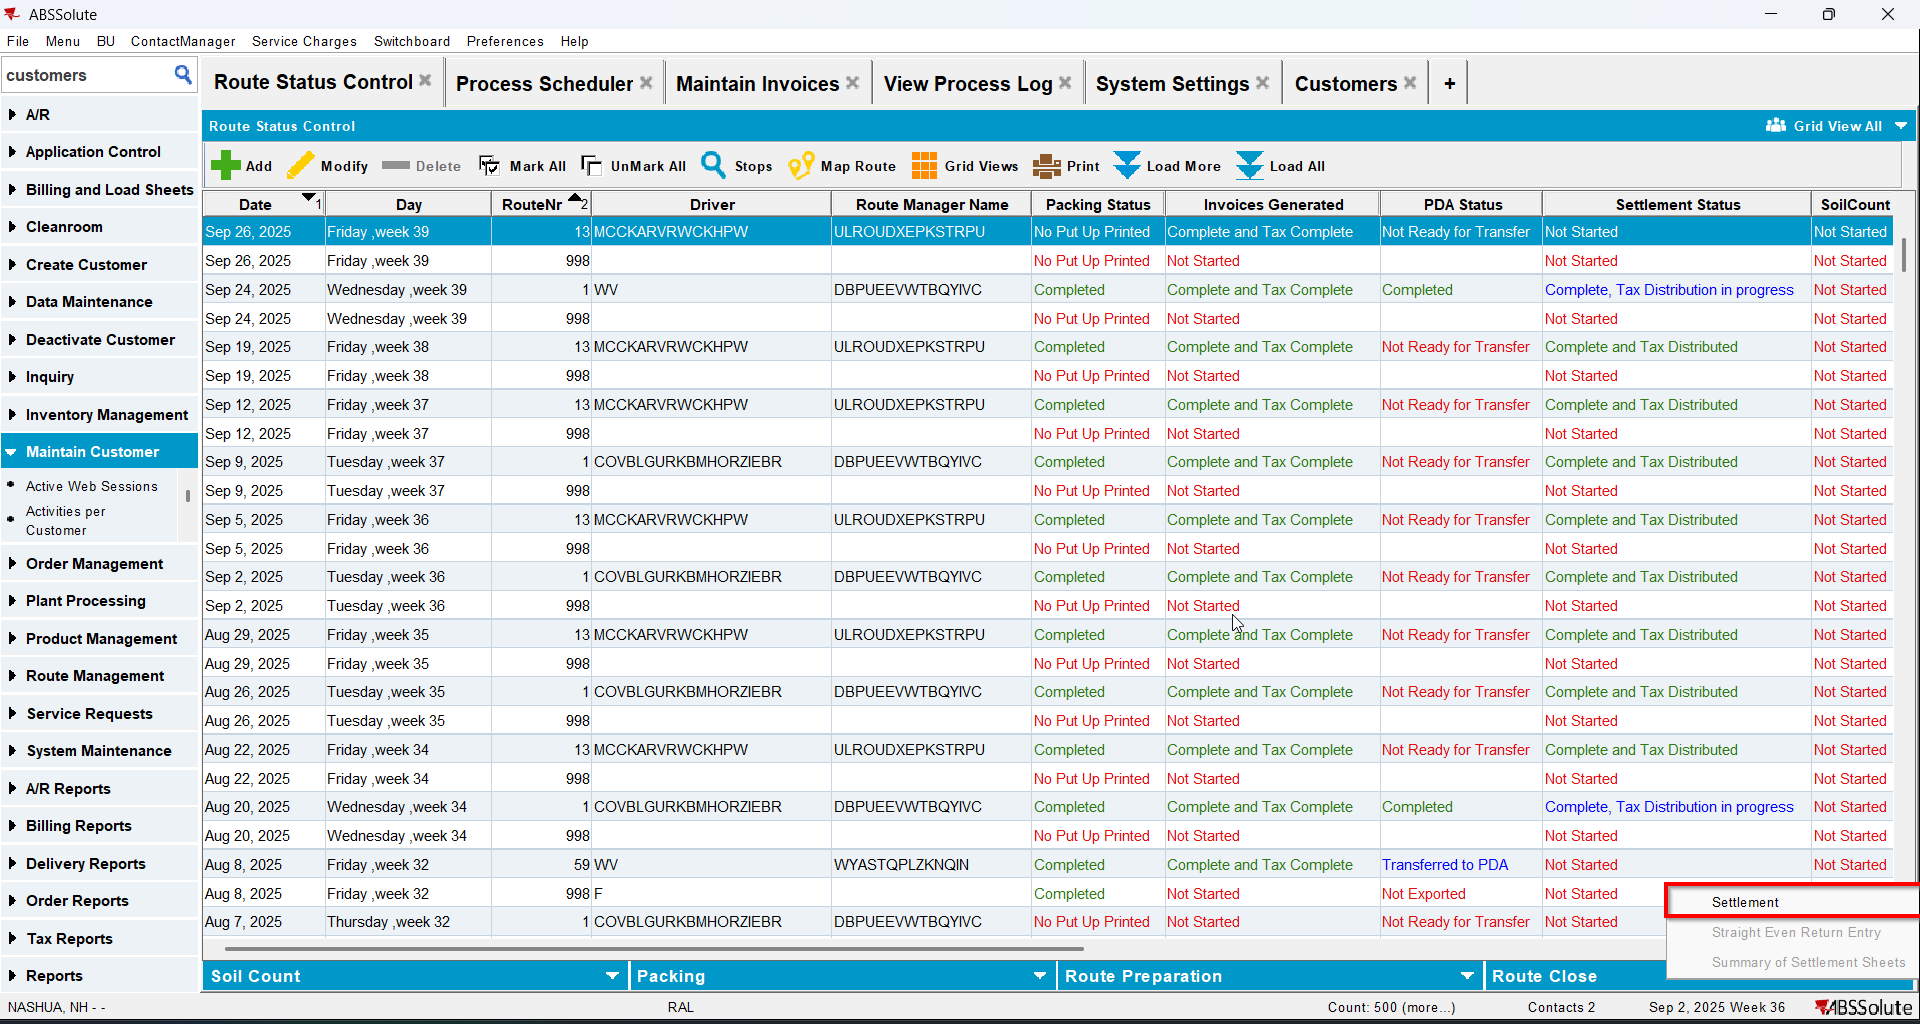 ABSSolute
File Menu BU ContactManager Service Charges Switchboard Preferences Help
customers
Route Status Control Process Scheduler Maintain Invoices View Process Log System Settings Customers +
Route Status Control Grid View All
Add Modify Delete Mark All UnMark All Stops Map Route Grid Views Print Load More Load All
A/R
Application Control
Billing and Load Sheets
Cleanroom
Create Customer
Data Maintenance
Deactivate Customer
Inquiry
Inventory Management
Maintain Customer
Active Web Sessions
Activities per
Customer
Order Management
Plant Processing
Product Management
Route Management
Service Requests
System Maintenance
A/R Reports
Billing Reports
Delivery Reports
Order Reports
Tax Reports
Reports
Date 1 Day RouteNr 2 Driver Route Manager Name Packing Status Invoices Generated PDA Status Settlement Status SoilCount
Sep 26, 2025 Friday ,week 39 13 MCCKARVRWCKHPW ULROUDXEPKSTRPU No Put Up Printed Complete and Tax Complete Not Ready for Transfer Not Started Not Started
Sep 26, 2025 Friday ,week 39 998 No Put Up Printed Not Started Not Started Not Started
Sep 24, 2025 Wednesday ,week 39 1 WV DBPUEEVWTBQYIVC Completed Complete and Tax Complete Completed Complete, Tax Distribution in progress Not Started
Sep 24, 2025 Wednesday ,week 39 998 No Put Up Printed Not Started Not Started Not Started
Sep 19, 2025 Friday ,week 38 13 MCCKARVRWCKHPW ULROUDXEPKSTRPU Completed Complete and Tax Complete Not Ready for Transfer Complete and Tax Distributed Not Started
Sep 19, 2025 Friday ,week 38 998 No Put Up Printed Not Started Not Started Not Started
Sep 12, 2025 Friday ,week 37 13 MCCKARVRWCKHPW ULROUDXEPKSTRPU Completed Complete and Tax Complete Not Ready for Transfer Complete and Tax Distributed Not Started
Sep 12, 2025 Friday ,week 37 998 No Put Up Printed Not Started Not Started Not Started
Sep 9, 2025 Tuesday ,week 37 1 COVBLGURKBMHORZIEBR DBPUEEVWTBQYIVC Completed Complete and Tax Complete Not Ready for Transfer Complete and Tax Distributed Not Started
Sep 9, 2025 Tuesday ,week 37 998 No Put Up Printed Not Started Not Started Not Started
Sep 5, 2025 Friday ,week 36 13 MCCKARVRWCKHPW ULROUDXEPKSTRPU Completed Complete and Tax Complete Not Ready for Transfer Complete and Tax Distributed Not Started
Sep 5, 2025 Friday ,week 36 998 No Put Up Printed Not Started Not Started Not Started
Sep 2, 2025 Tuesday ,week 36 1 COVBLGURKBMHORZIEBR DBPUEEVWTBQYIVC Completed Complete and Tax Complete Not Ready for Transfer Complete and Tax Distributed Not Started
Sep 2, 2025 Tuesday ,week 36 998 No Put Up Printed Not Started Not Started Not Started
Aug 29, 2025 Friday ,week 35 13 MCCKARVRWCKHPW ULROUDXEPKSTRPU Completed Complete and Tax Complete Not Ready for Transfer Complete and Tax Distributed Not Started
Aug 29, 2025 Friday ,week 35 998 No Put Up Printed Not Started Not Started Not Started
Aug 26, 2025 Tuesday ,week 35 1 COVBLGURKBMHORZIEBR DBPUEEVWTBQYIVC Completed Complete and Tax Complete Not Ready for Transfer Complete and Tax Distributed Not Started
Aug 26, 2025 Tuesday ,week 35 998 No Put Up Printed Not Started Not Started Not Started
Aug 22, 2025 Friday ,week 34 13 MCCKARVRWCKHPW ULROUDXEPKSTRPU Completed Complete and Tax Complete Not Ready for Transfer Complete and Tax Distributed Not Started
Aug 22, 2025 Friday ,week 34 998 No Put Up Printed Not Started Not Started Not Started
Aug 20, 2025 Wednesday ,week 34 1 COVBLGURKBMHORZIEBR DBPUEEVWTBQYIVC Completed Complete and Tax Complete Completed Complete, Tax Distribution in progress Not Started
Aug 20, 2025 Wednesday ,week 34 998 No Put Up Printed Not Started Not Started Not Started
Aug 8, 2025 Friday ,week 32 59 WV WYASTQPLZKNQIN Completed Complete and Tax Complete Transferred to PDA Not Started Not Started
Aug 8, 2025 Friday ,week 32 998 F Completed Not Started Not Exported Not Started
Aug 7, 2025 Thursday ,week 32 1 COVBLGURKBMHORZIEBR DBPUEEVWTBQYIVC No Put Up Printed Not Started Not Ready for Transfer Not Started
Settlement
Straight Even Return Entry
Summary of Settlement Sheets
Soil Count Packing Route Preparation Route Close
NASHUA, NH - - RAL Count: 500 (more...) Contacts 2 Sep 2, 2025 Week 36 ABSSolute